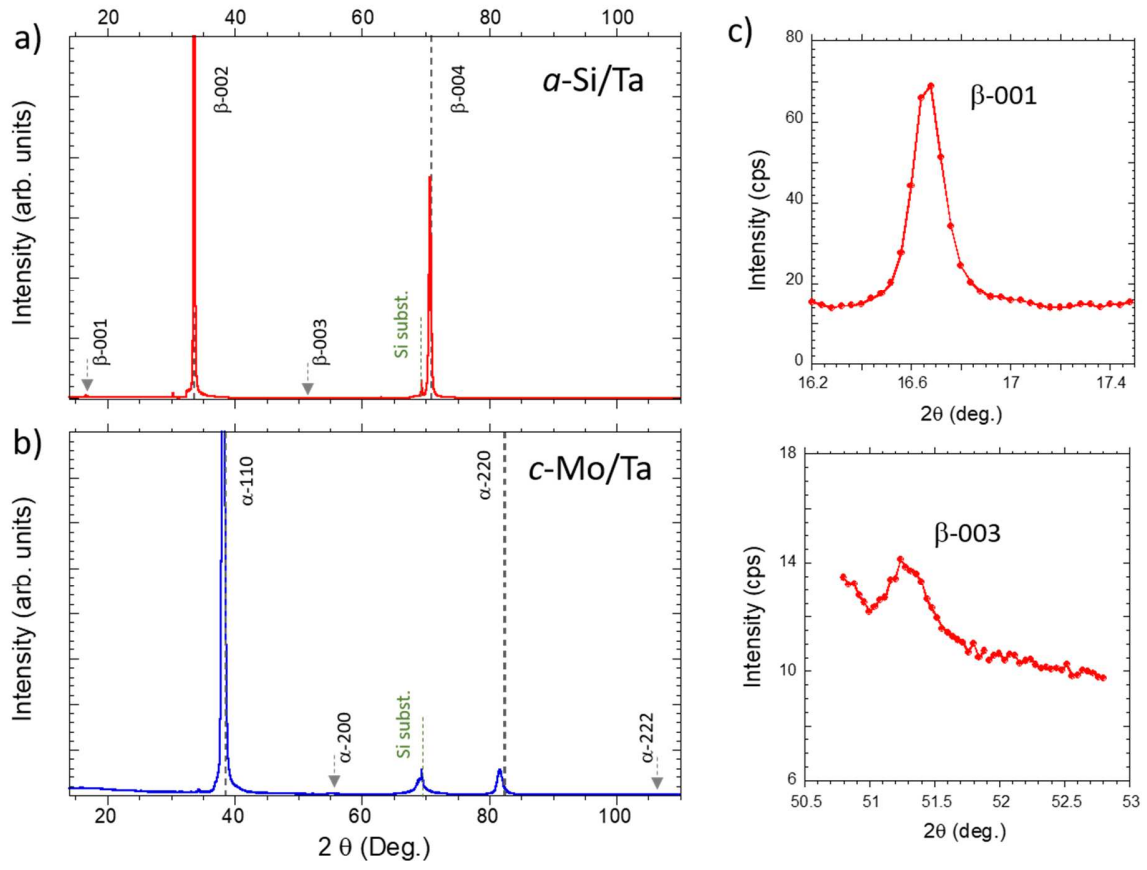 20 40 60 80 100
a)
β-002
β-004
a-Si/Ta
Intensity (arb. units)
β-001
β-003
Si subst.
b)
α-110
α-220
c-Mo/Ta
Intensity (arb. units)
α-200
Si subst.
α-222
20 40 60 80 100
2 θ (Deg.)
c)
80
60
40
20
0
Intensity (cps)
β-001
16.2 16.6 17 17.4
2θ (deg.)
18
14
10
6
Intensity (cps)
β-003
50.5 51 51.5 52 52.5 53
2θ (deg.)